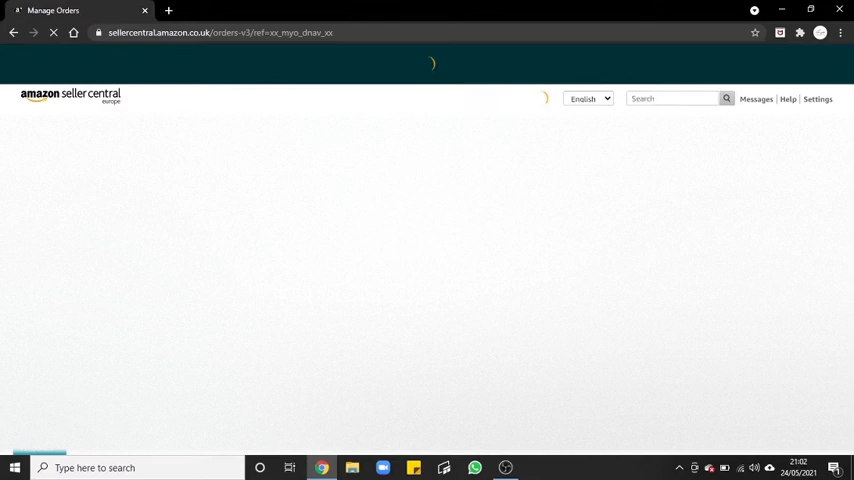 Manage Orders
sellercentral.amazon.co.uk/orders-v3/ref=xx_myo_dnav_xx
amazon seller central
europe
English
Search
Messages | Help | Settings
Type here to search
21:02
24/05/2021
1